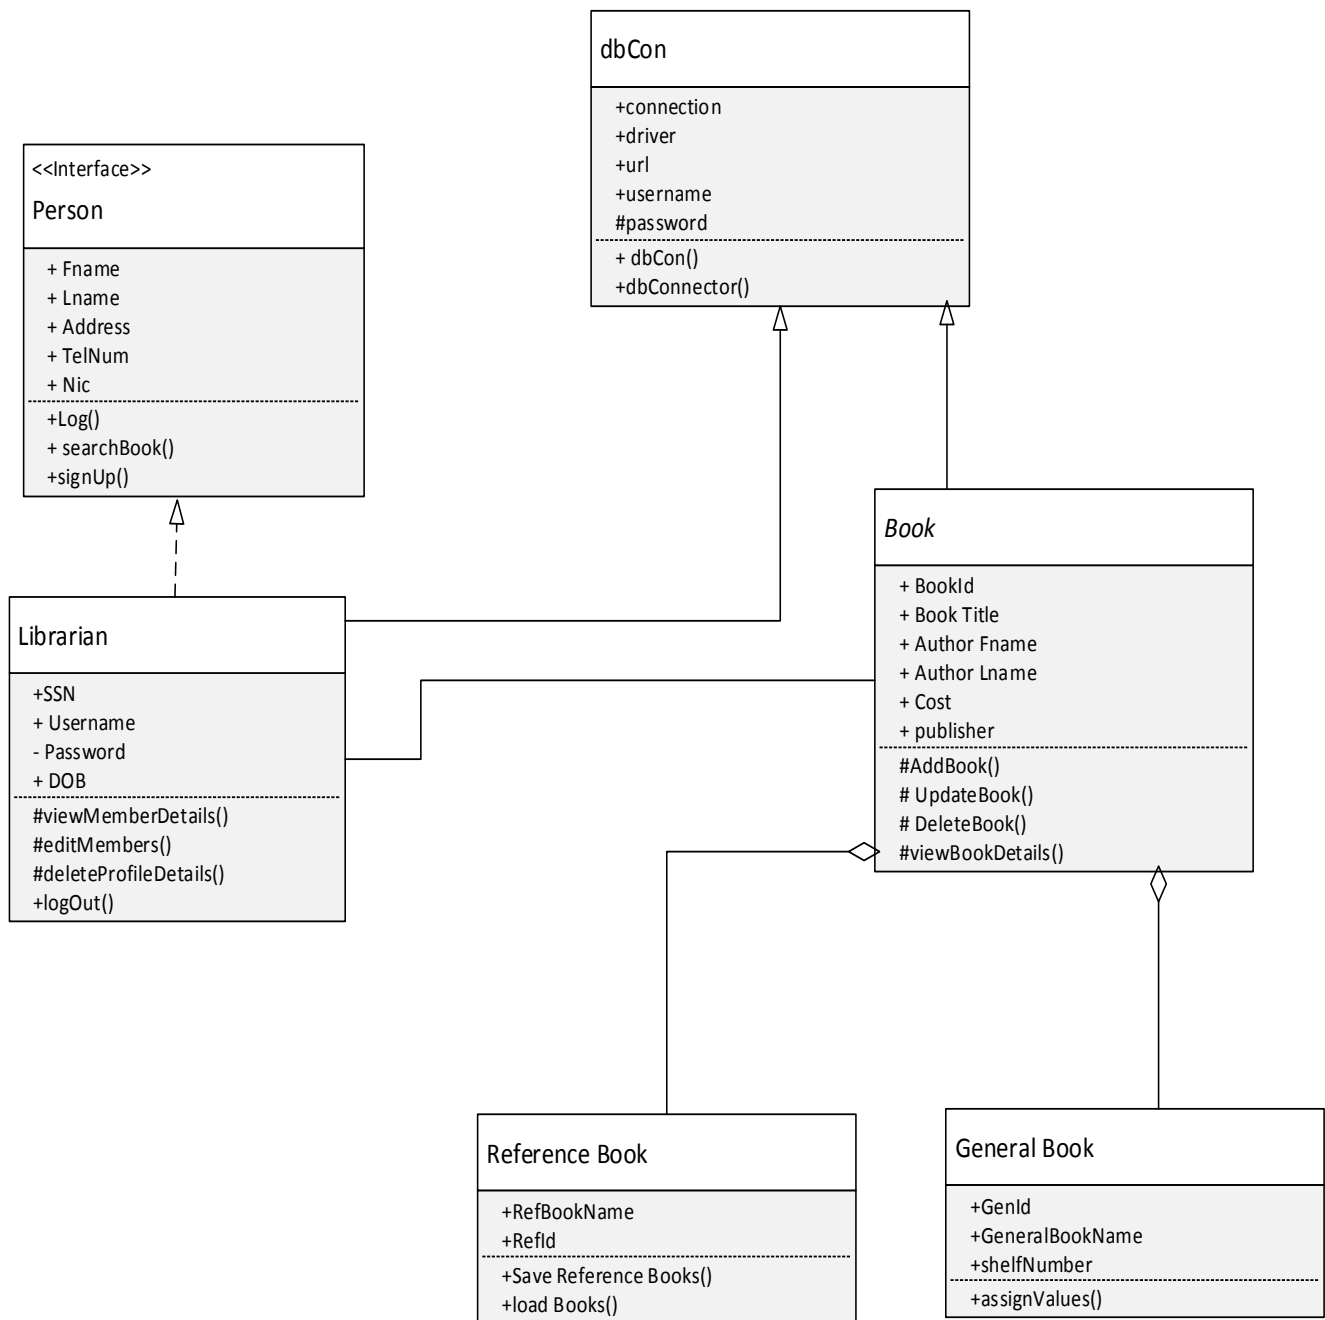 dbCon
+connection
+driver
+url
+username
#password
+ dbCon()
+dbConnector()
<<Interface>>
Person
+ Fname
+ Lname
+ Address
+ TelNum
+ Nic
+Log()
+ searchBook()
+signUp()
Book
+ BookId
+ Book Title
+ Author Fname
+ Author Lname
+ Cost
+ publisher
#AddBook()
# UpdateBook()
# DeleteBook()
#viewBookDetails()
Librarian
+SSN
+ Username
- Password
+ DOB
#viewMemberDetails()
#editMembers()
#deleteProfileDetails()
+logOut()
Reference Book
+RefBookName
+RefId
+Save Reference Books()
+load Books()
General Book
+GenId
+GeneralBookName
+shelfNumber
+assignValues()